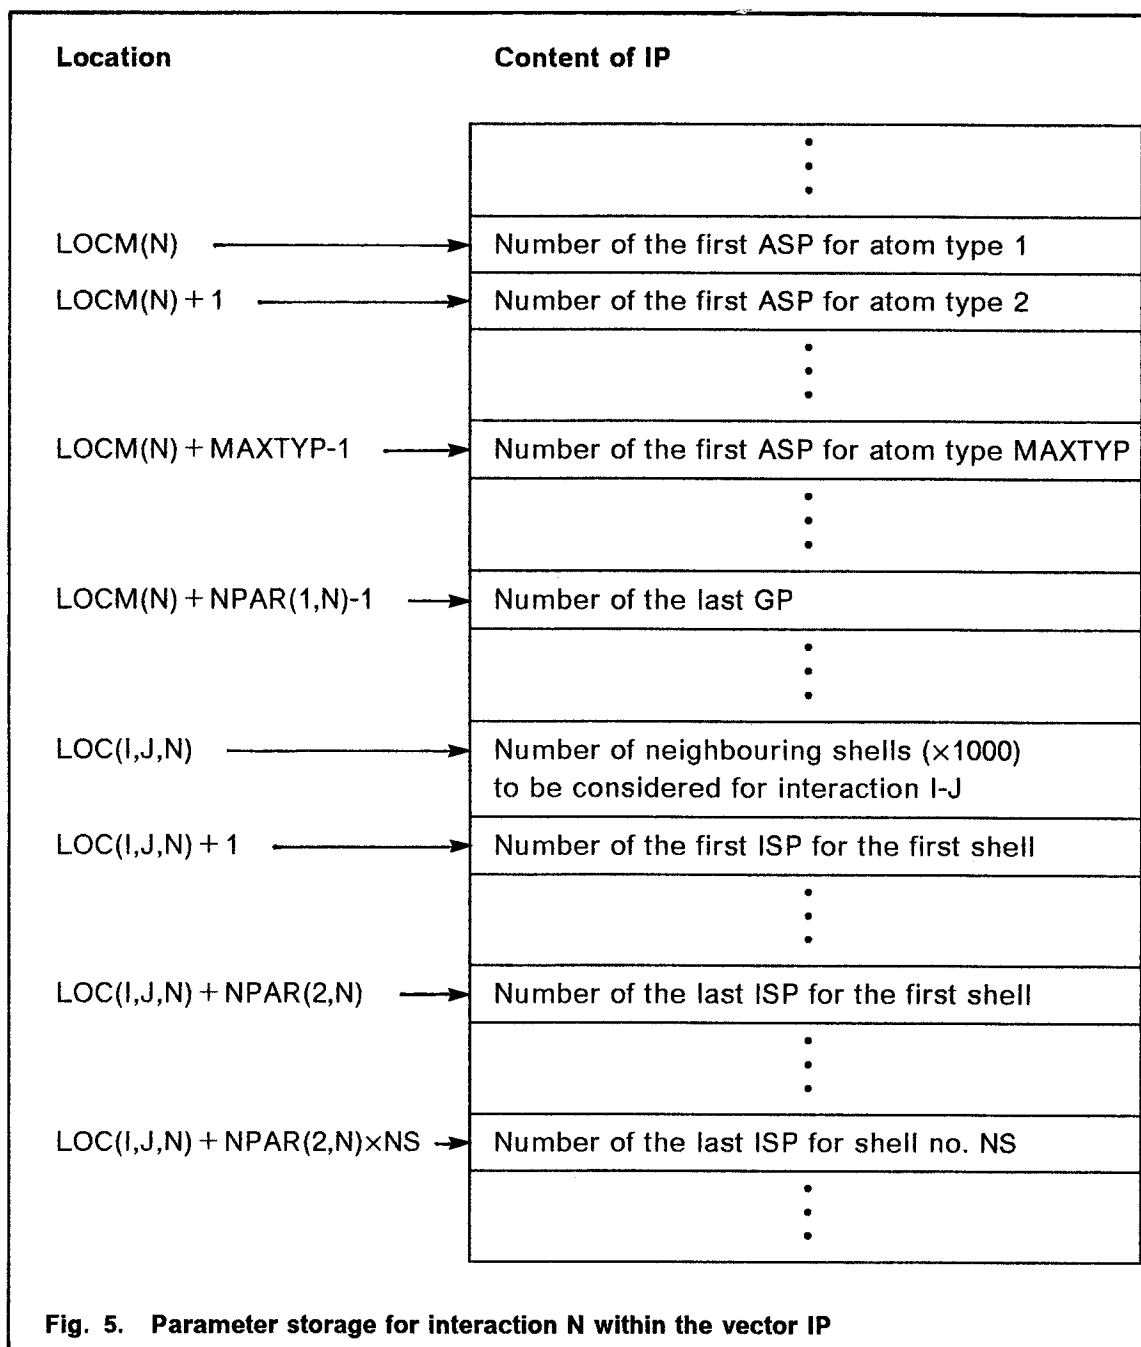 Location Content of IP
LOCM(N) Number of the first ASP for atom type 1
LOCM(N) + 1 Number of the first ASP for atom type 2
LOCM(N) + MAXTYP-1 Number of the first ASP for atom type MAXTYP
LOCM(N) + NPAR(1,N)-1 Number of the last GP
LOC(I,J,N) Number of neighbouring shells (×1000)
to be considered for interaction I-J
LOC(I,J,N) + 1 Number of the first ISP for the first shell
LOC(I,J,N) + NPAR(2,N) Number of the last ISP for the first shell
LOC(I,J,N) + NPAR(2,N)×NS Number of the last ISP for shell no. NS
Fig. 5. Parameter storage for interaction N within the vector IP